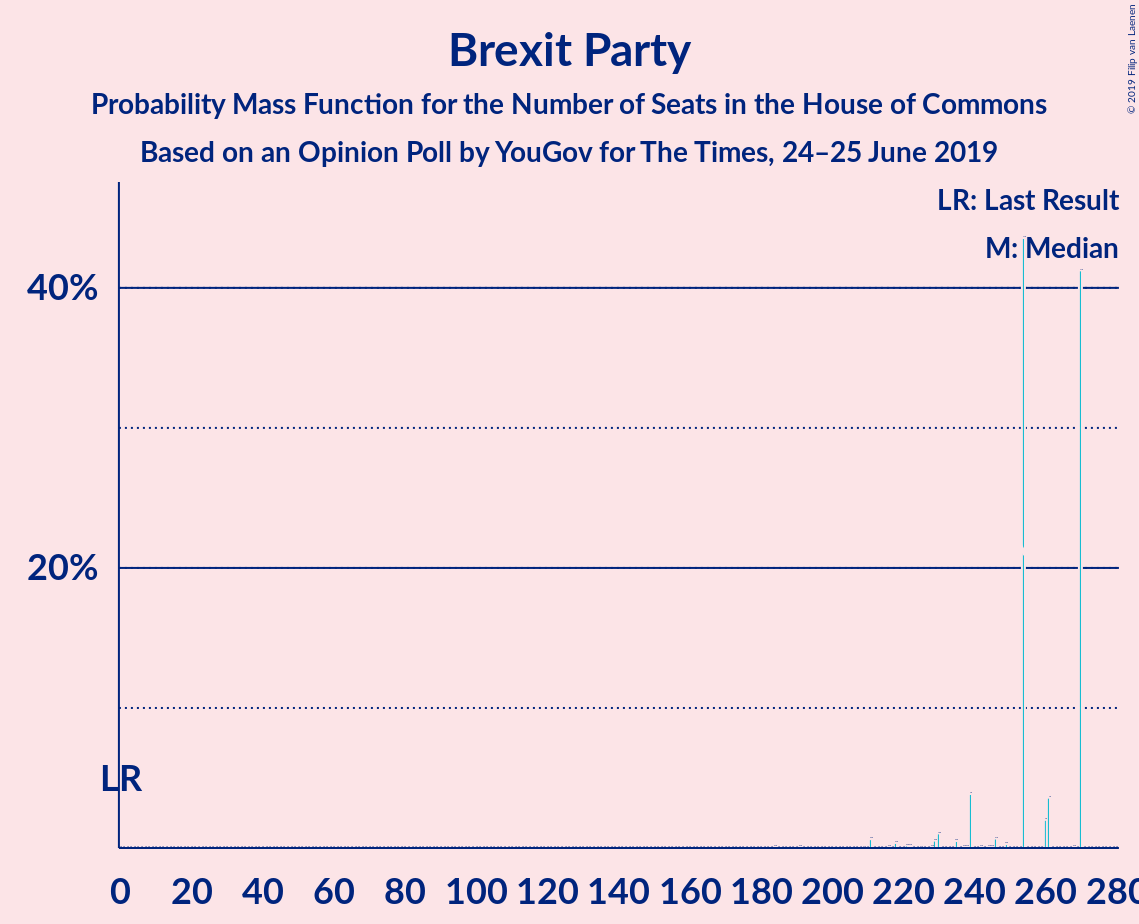 Brexit Party
Probability Mass Function for the Number of Seats in the House of Commons
Based on an Opinion Poll by YouGov for The Times, 24–25 June 2019
© 2019 Filip van Laenen
LR: Last Result
M: Median
40%
20%
LR
0 20 40 60 80 100 120 140 160 180 200 220 240 260 280